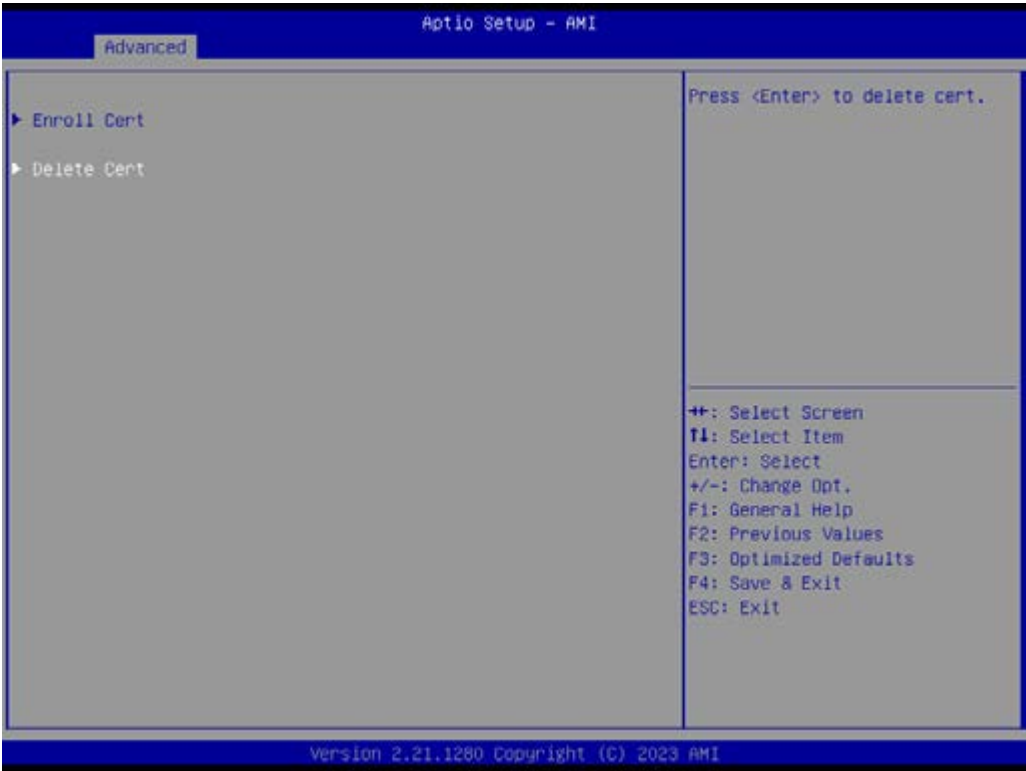 Aptio Setup - AMI
Advanced
Enroll Cert
Delete Cert
Press <Enter> to delete cert.
→←: Select Screen
↑↓: Select Item
Enter: Select
+/-: Change Opt.
F1: General Help
F2: Previous Values
F3: Optimized Defaults
F4: Save & Exit
ESC: Exit
Version 2.21.1280 Copyright (C) 2023 AMI